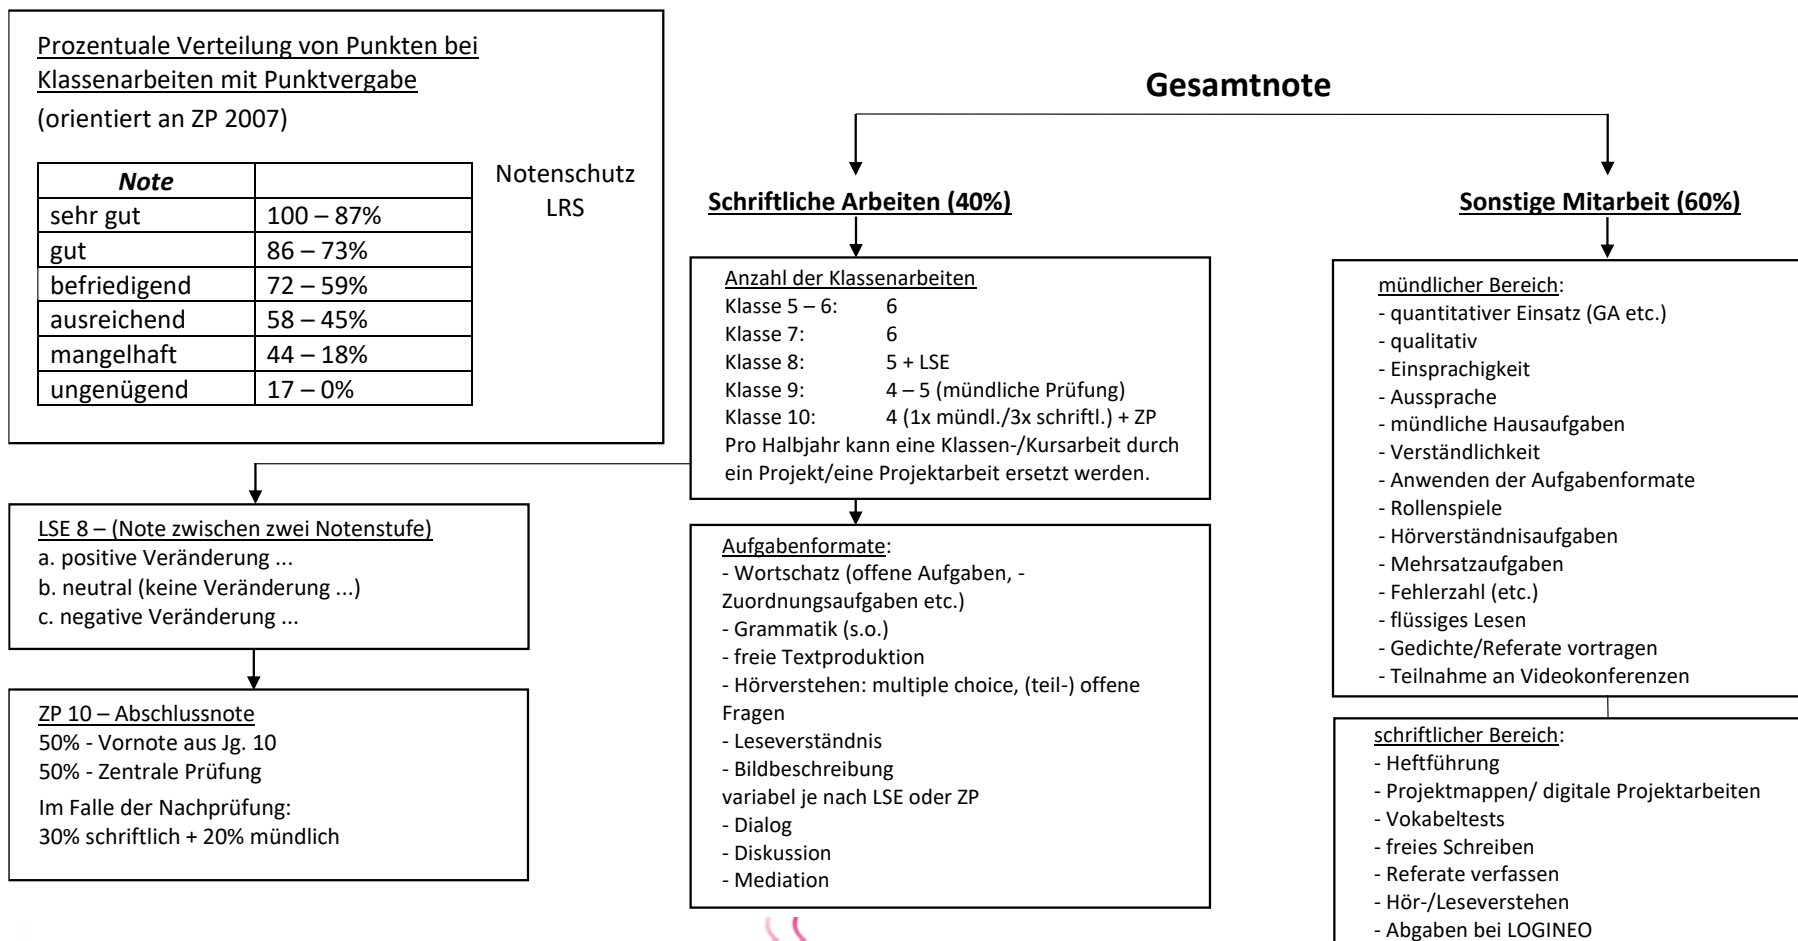 Prozentuale Verteilung von Punkten bei
Klassenarbeiten mit Punktvergabe
(orientiert an ZP 2007)
Note
sehr gut 100 – 87%
gut 86 – 73%
befriedigend 72 – 59%
ausreichend 58 – 45%
mangelhaft 44 – 18%
ungenügend 17 – 0%
Notenschutz
LRS
Gesamtnote
Schriftliche Arbeiten (40%)
Anzahl der Klassenarbeiten
Klasse 5 – 6: 6
Klasse 7: 6
Klasse 8: 5 + LSE
Klasse 9: 4 – 5 (mündliche Prüfung)
Klasse 10: 4 (1x mündl./3x schriftl.) + ZP
Pro Halbjahr kann eine Klassen-/Kursarbeit durch
ein Projekt/eine Projektarbeit ersetzt werden.
LSE 8 – (Note zwischen zwei Notenstufe)
a. positive Veränderung ...
b. neutral (keine Veränderung ...)
c. negative Veränderung ...
ZP 10 – Abschlussnote
50% - Vornote aus Jg. 10
50% - Zentrale Prüfung
Im Falle der Nachprüfung:
30% schriftlich + 20% mündlich
Aufgabenformate:
- Wortschatz (offene Aufgaben, -
Zuordnungsaufgaben etc.)
- Grammatik (s.o.)
- freie Textproduktion
- Hörverstehen: multiple choice, (teil-) offene
Fragen
- Leseverständnis
- Bildbeschreibung
variabel je nach LSE oder ZP
- Dialog
- Diskussion
- Mediation
Sonstige Mitarbeit (60%)
mündlicher Bereich:
- quantitativer Einsatz (GA etc.)
- qualitativ
- Einsprachigkeit
- Aussprache
- mündliche Hausaufgaben
- Verständlichkeit
- Anwenden der Aufgabenformate
- Rollenspiele
- Hörverständnisaufgaben
- Mehrsatzaufgaben
- Fehlerzahl (etc.)
- flüssiges Lesen
- Gedichte/Referate vortragen
- Teilnahme an Videokonferenzen
schriftlicher Bereich:
- Heftführung
- Projektmappen/ digitale Projektarbeiten
- Vokabeltests
- freies Schreiben
- Referate verfassen
- Hör-/Leseverstehen
- Abgaben bei LOGINEO